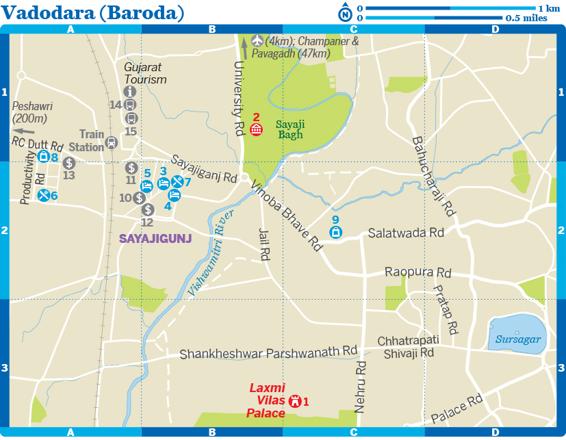 Vadodara (Baroda)
N
0 1 km
0 0.5 miles
A B C D
(4km); Champaner &
Pavagadh (47km)
Gujarat
Tourism
1
1
14
15
Peshawri
(200m)
Train
Station
RC Dutt Rd
8
13
Productivity
Rd
6
University Rd
2
Sayaji
Bagh
Sayajiganj Rd
11
5
3
7
4
10
12
SAYAJIGUNJ
Vishwamitri River
Vinoba Bhave Rd
Jail Rd
Bahucharaji Rd
2
2
9
Salatwada Rd
Raopura Rd
Pratap Rd
Sursagar
Chhatrapati
Shivaji Rd
Shankheshwar Parshwanath Rd
3
3
Nehru Rd
Laxmi
Vilas
Palace
1
Palace Rd
A B C D